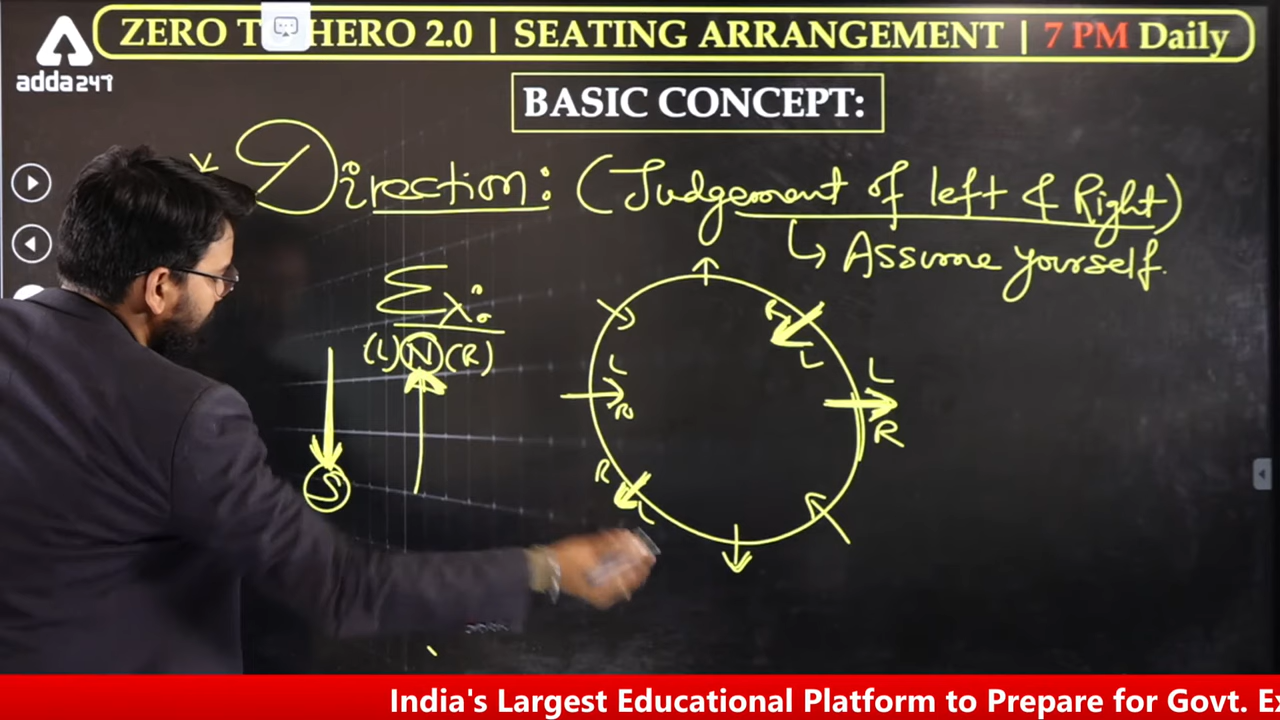 ZERO T HERO 2.0 | SEATING ARRANGEMENT | 7 PM Daily
adda247
BASIC CONCEPT:
Direction: (Judgement of left & Right)
↳ Assume yourself.
Ex:
(L) N (R)
S
R
L
L
R
L
R
R
L
India's Largest Educational Platform to Prepare for Govt. Ex